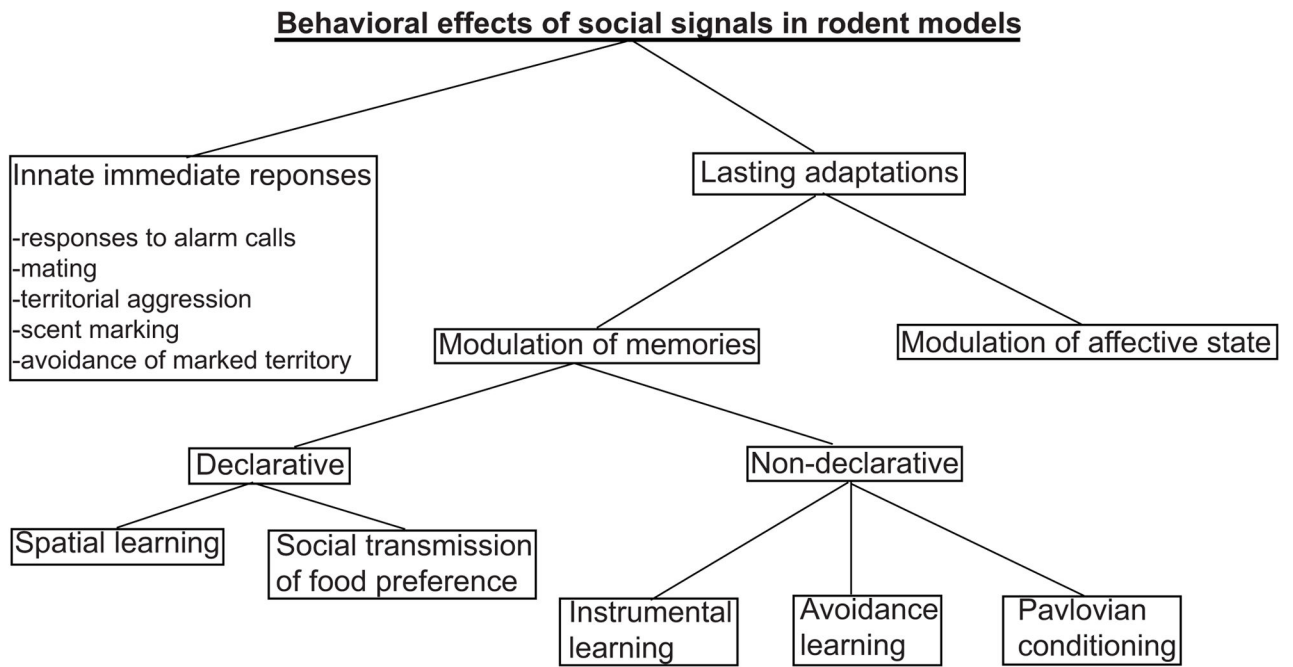 Behavioral effects of social signals in rodent models
Innate immediate reponses
-responses to alarm calls
-mating
-territorial aggression
-scent marking
-avoidance of marked territory
Lasting adaptations
Modulation of memories
Modulation of affective state
Declarative
Non-declarative
Spatial learning
Social transmission
of food preference
Instrumental
learning
Avoidance
learning
Pavlovian
conditioning